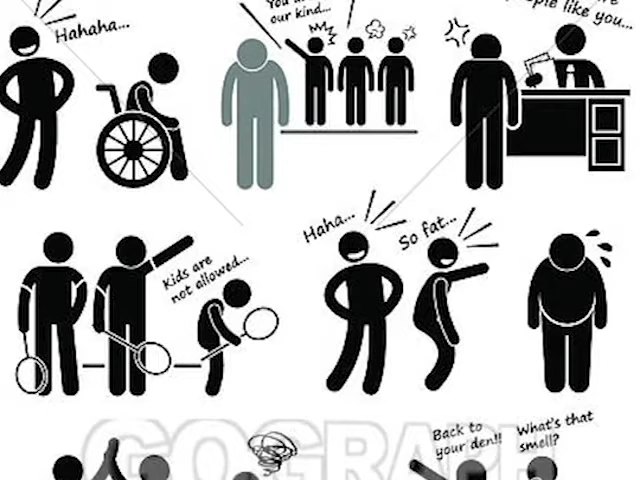 Hahaha...
our kind...
people like you...
Kids are
not allowed...
Haha...
So fat...
Back to
your den!!
What's that
smell?
GOGRAPH